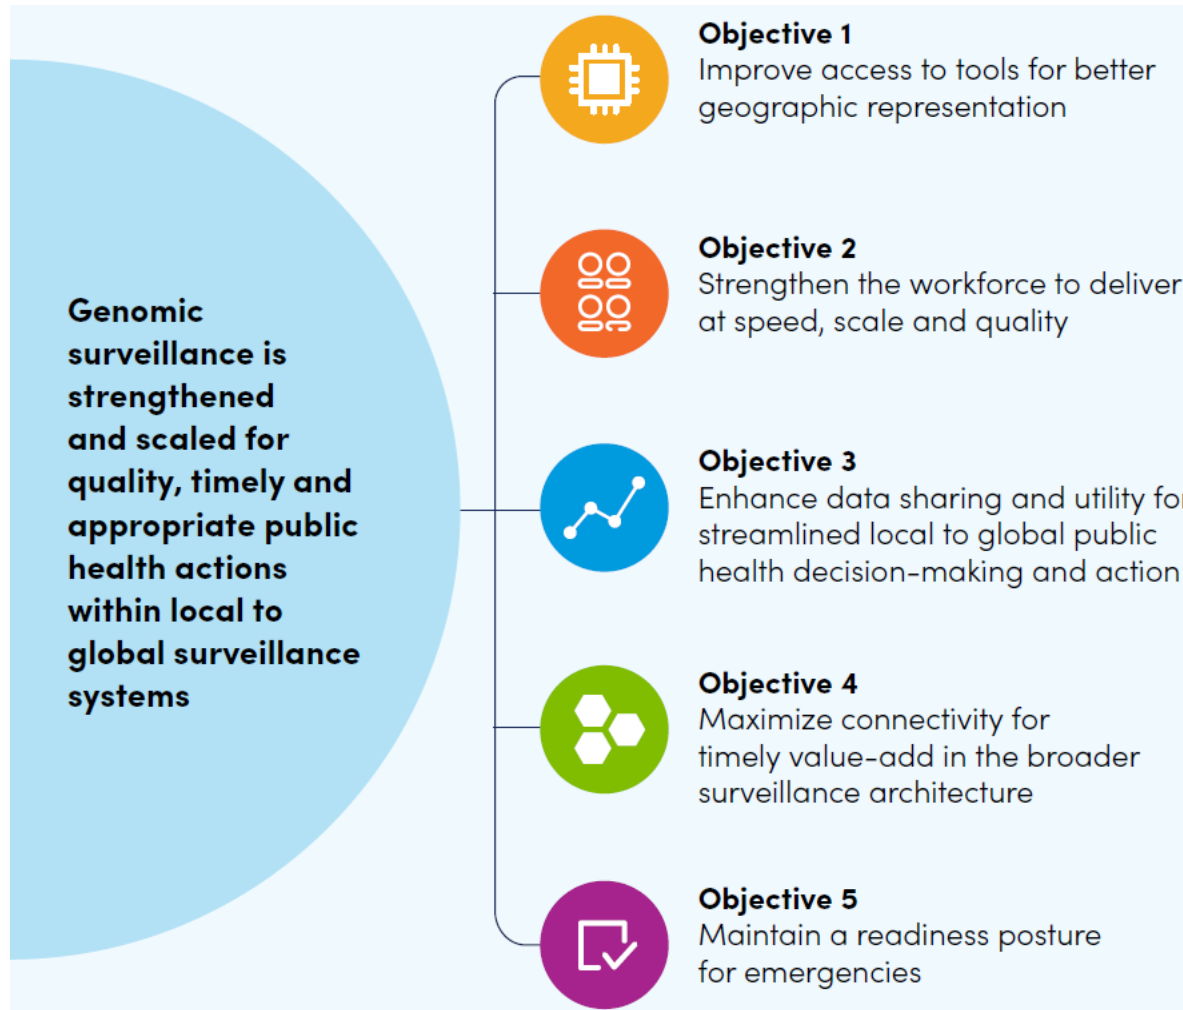 Genomic
surveillance is
strengthened
and scaled for
quality, timely and
appropriate public
health actions
within local to
global surveillance
systems
Objective 1
Improve access to tools for better
geographic representation
Objective 2
Strengthen the workforce to deliver
at speed, scale and quality
Objective 3
Enhance data sharing and utility for
streamlined local to global public
health decision-making and action
Objective 4
Maximize connectivity for
timely value-add in the broader
surveillance architecture
Objective 5
Maintain a readiness posture
for emergencies